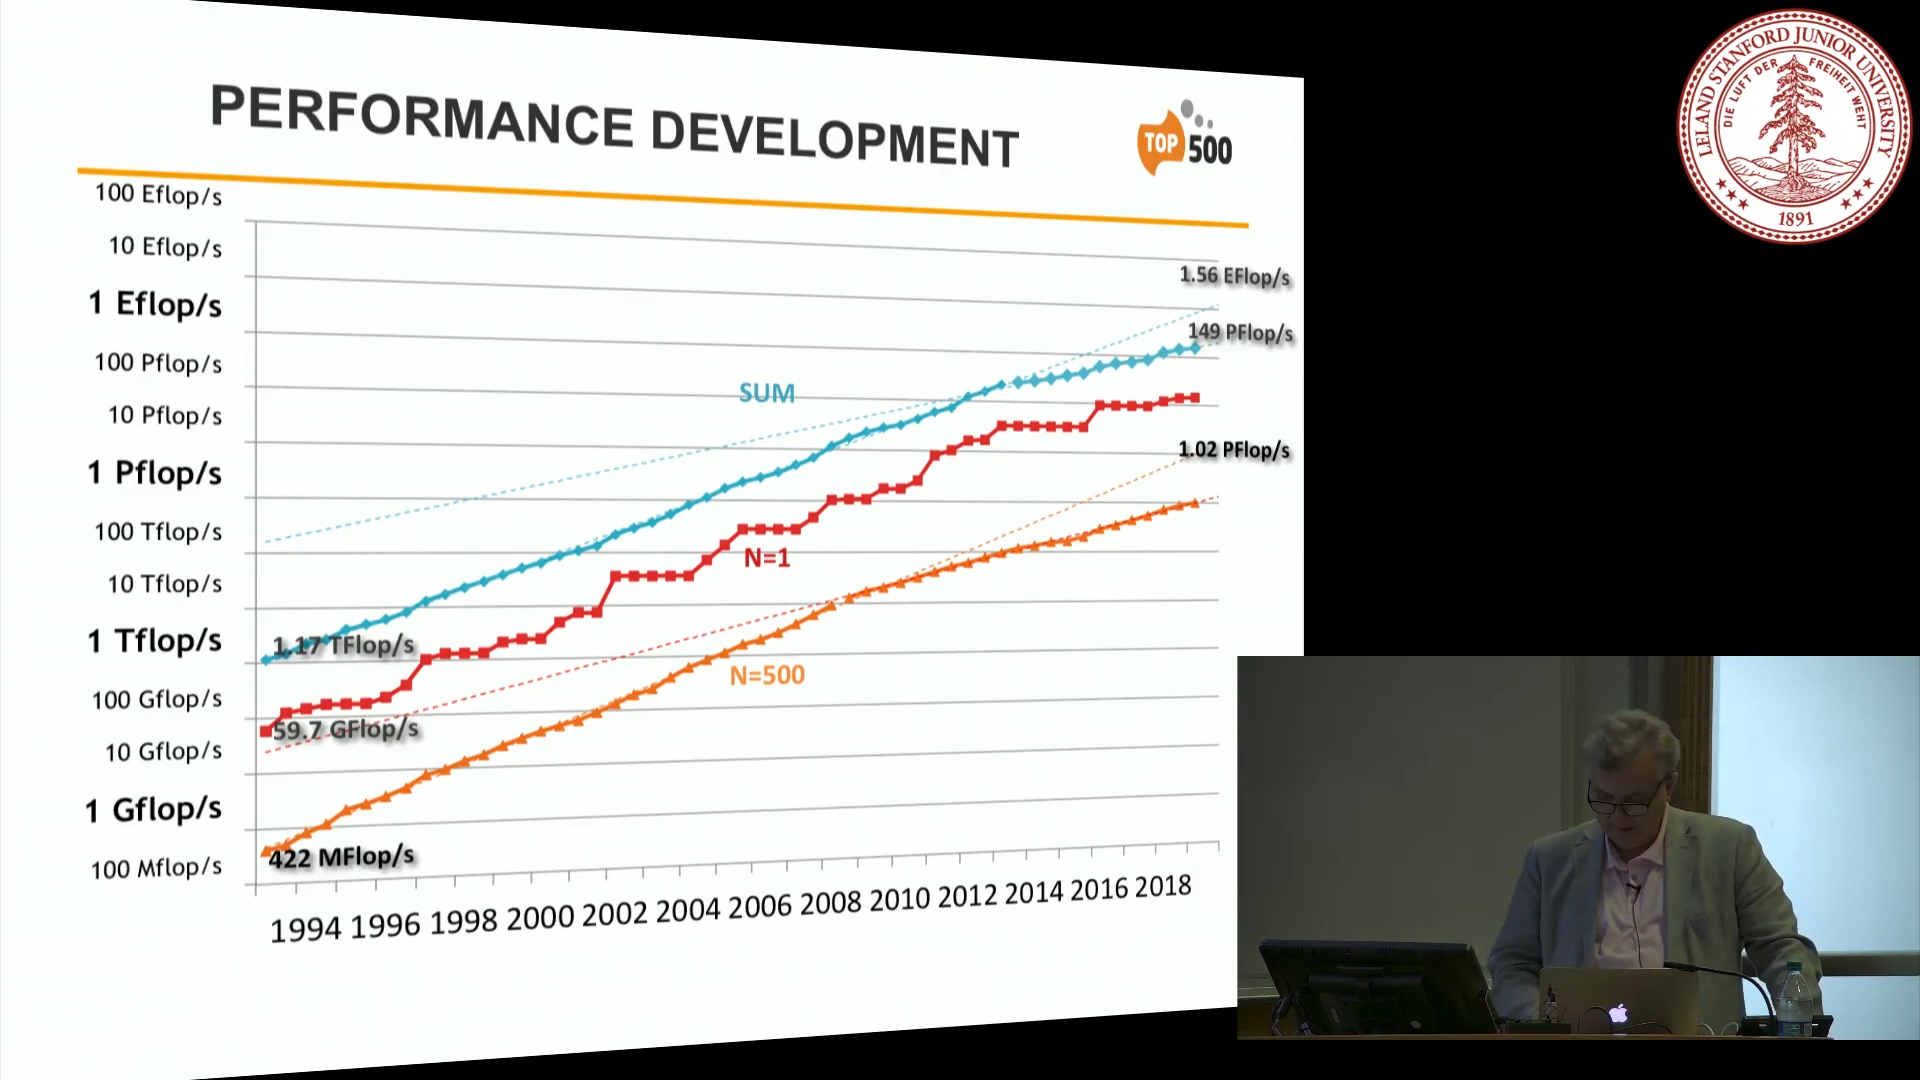 PERFORMANCE DEVELOPMENT
TOP 500
100 Eflop/s
10 Eflop/s
1 Eflop/s
100 Pflop/s
10 Pflop/s
1 Pflop/s
100 Tflop/s
10 Tflop/s
1 Tflop/s
100 Gflop/s
10 Gflop/s
1 Gflop/s
100 Mflop/s
1.56 EFlop/s
149 PFlop/s
SUM
1.02 PFlop/s
N=1
1.17 TFlop/s
N=500
59.7 GFlop/s
422 MFlop/s
1994 1996 1998 2000 2002 2004 2006 2008 2010 2012 2014 2016 2018
LELAND STANFORD JUNIOR UNIVERSITY
DIE LUFT DER FREIHEIT WEHT
1891